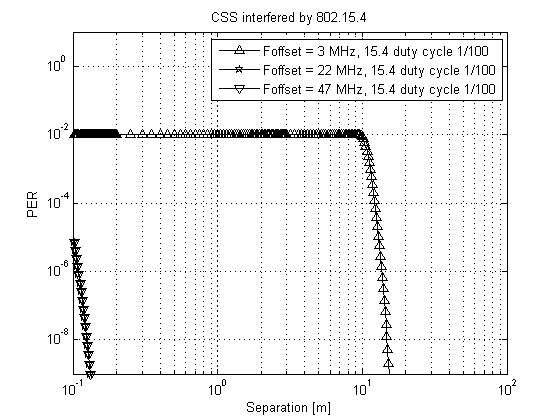 CSS interfered by 802.15.4
Foffset = 3 MHz, 15.4 duty cycle 1/100
Foffset = 22 MHz, 15.4 duty cycle 1/100
Foffset = 47 MHz, 15.4 duty cycle 1/100
10^0
10^-2
10^-4
10^-6
10^-8
PER
10^-1 10^0 10^1 10^2
Separation [m]